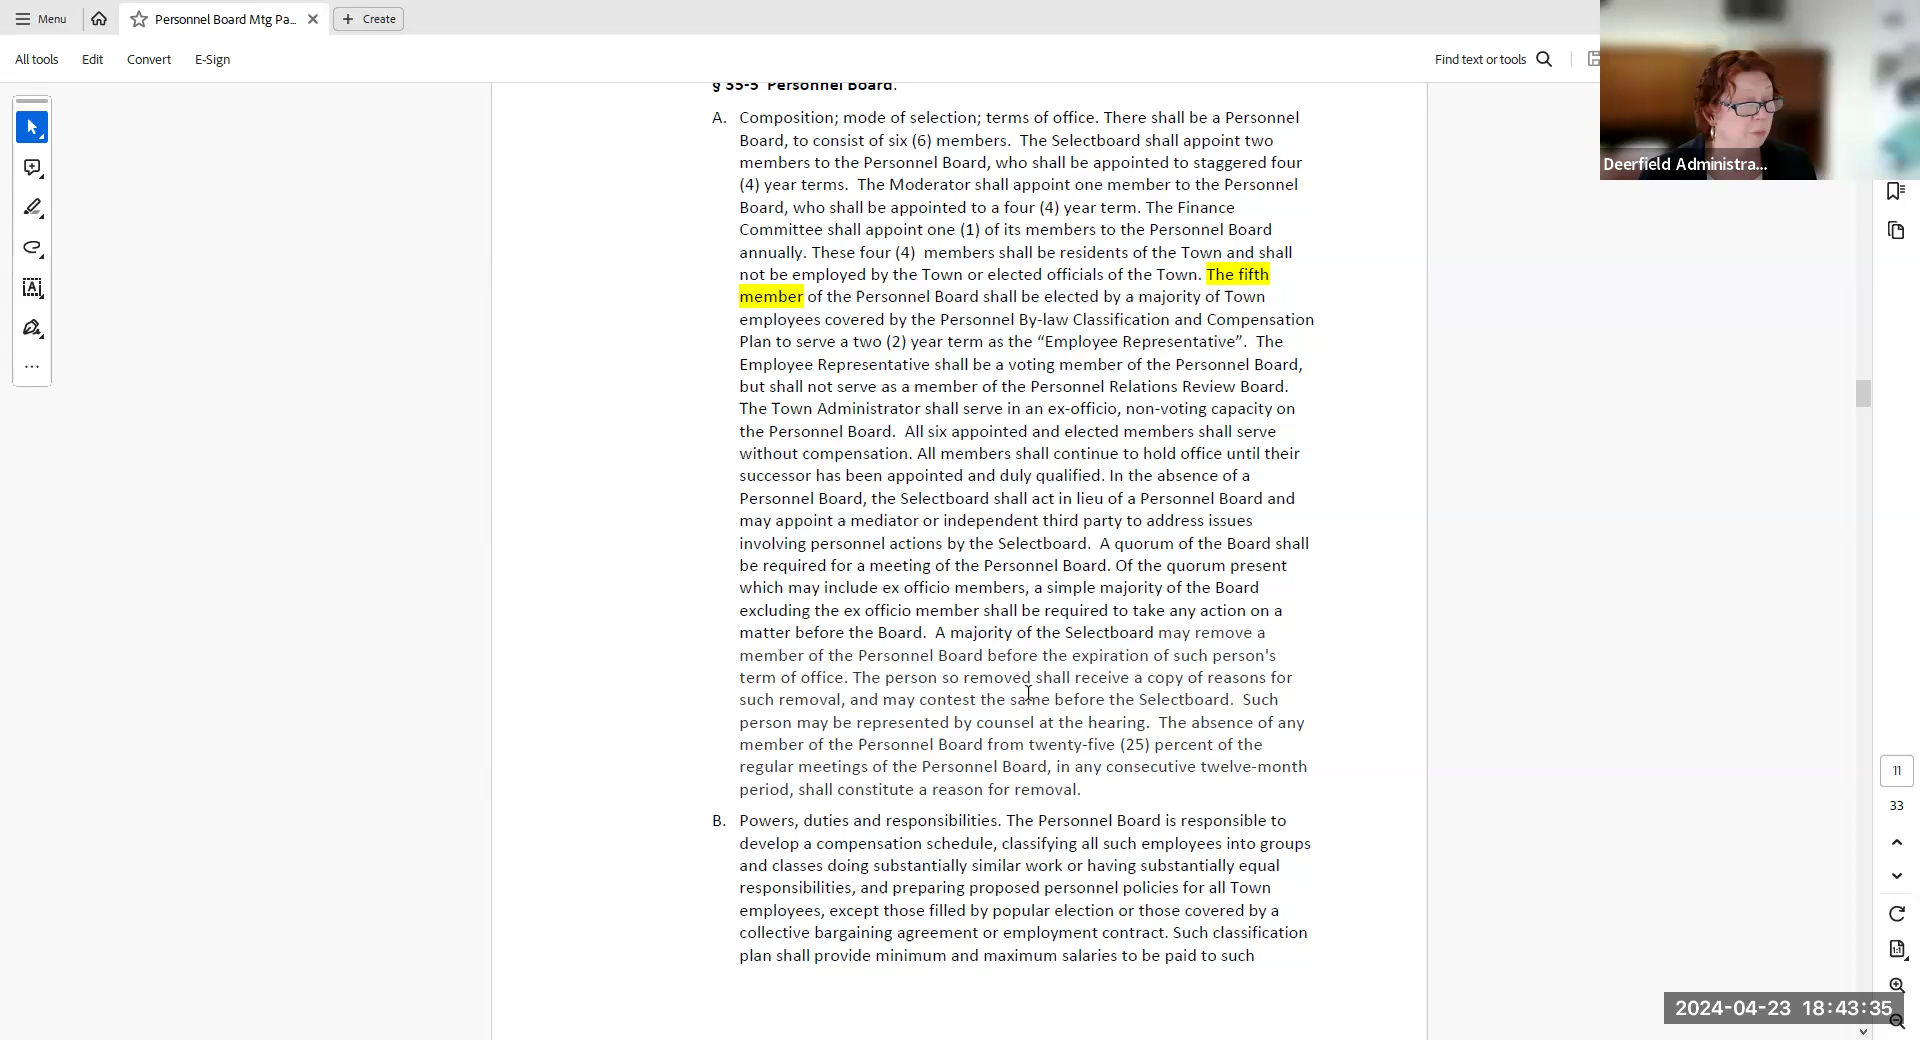 Menu
Personnel Board Mtg Pa...
Create
All tools
Edit
Convert
E-Sign
Find text or tools
Deerfield Administra...
§ 35-5 Personnel Board.
A. Composition; mode of selection; terms of office. There shall be a Personnel
Board, to consist of six (6) members. The Selectboard shall appoint two
members to the Personnel Board, who shall be appointed to staggered four
(4) year terms. The Moderator shall appoint one member to the Personnel
Board, who shall be appointed to a four (4) year term. The Finance
Committee shall appoint one (1) of its members to the Personnel Board
annually. These four (4) members shall be residents of the Town and shall
not be employed by the Town or elected officials of the Town. The fifth
member of the Personnel Board shall be elected by a majority of Town
employees covered by the Personnel By-law Classification and Compensation
Plan to serve a two (2) year term as the “Employee Representative”. The
Employee Representative shall be a voting member of the Personnel Board,
but shall not serve as a member of the Personnel Relations Review Board.
The Town Administrator shall serve in an ex-officio, non-voting capacity on
the Personnel Board. All six appointed and elected members shall serve
without compensation. All members shall continue to hold office until their
successor has been appointed and duly qualified. In the absence of a
Personnel Board, the Selectboard shall act in lieu of a Personnel Board and
may appoint a mediator or independent third party to address issues
involving personnel actions by the Selectboard. A quorum of the Board shall
be required for a meeting of the Personnel Board. Of the quorum present
which may include ex officio members, a simple majority of the Board
excluding the ex officio member shall be required to take any action on a
matter before the Board. A majority of the Selectboard may remove a
member of the Personnel Board before the expiration of such person's
term of office. The person so removed shall receive a copy of reasons for
such removal, and may contest the same before the Selectboard. Such
person may be represented by counsel at the hearing. The absence of any
member of the Personnel Board from twenty-five (25) percent of the
regular meetings of the Personnel Board, in any consecutive twelve-month
period, shall constitute a reason for removal.
B. Powers, duties and responsibilities. The Personnel Board is responsible to
develop a compensation schedule, classifying all such employees into groups
and classes doing substantially similar work or having substantially equal
responsibilities, and preparing proposed personnel policies for all Town
employees, except those filled by popular election or those covered by a
collective bargaining agreement or employment contract. Such classification
plan shall provide minimum and maximum salaries to be paid to such
11
33
2024-04-23 18:43:35